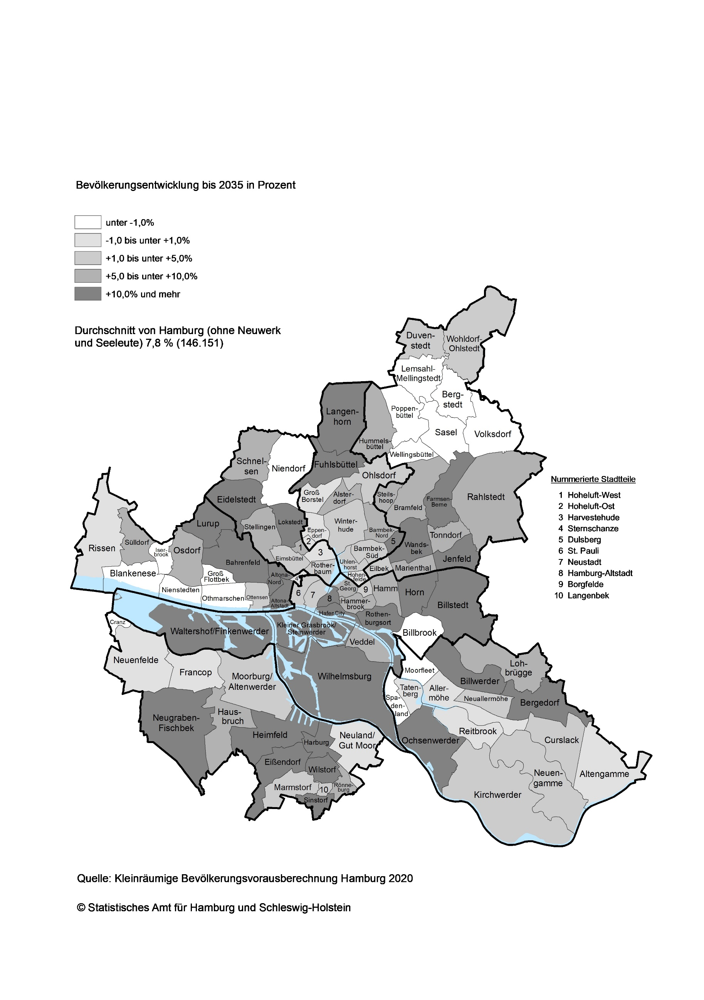 Bevölkerungsentwicklung bis 2035 in Prozent
unter -1,0%
-1,0 bis unter +1,0%
+1,0 bis unter +5,0%
+5,0 bis unter +10,0%
+10,0% und mehr
Durchschnitt von Hamburg (ohne Neuwerk
und Seeleute) 7,8 % (146.151)
Duven-
stedt
Wohldorf-
Ohlstedt
Lemsahl-
Mellingstedt
Berg-
stedt
Poppen-
büttel
Sasel
Volksdorf
Langen-
horn
Hummels-
büttel
Wellingsbüttel
Schnel-
sen
Niendorf
Fuhlsbüttel
Ohlsdorf
Eidelstedt
Groß
Borstel
Alster-
dorf
Steils-
hoop
Bramfeld
Farmsen-
Berne
Rahlstedt
Lurup
Stellingen
Lokstedt
Eppen-
dorf
Winter-
hude
Barmbek-
Nord
5
Wands-
bek
Tonndorf
Jenfeld
Rissen
Sülldorf
Iser-
brook
Osdorf
Bahrenfeld
Eimsbüttel
1
2
3
Rother-
baum
Barmbek-
Süd
Uhlen-
horst
Eilbek
Marienthal
Blankenese
Groß
Flottbek
Nienstedten
Othmarschen
Ottensen
Altona-
Nord
Altona-
Altstadt
4
6
7
8
St.
Georg
Hohen-
felde
9
Hamm
Horn
Billstedt
Hammer-
brook
HafenCity
Rothen-
burgsort
Billbrook
Cranz
Waltershof/Finkenwerder
Kleiner Grasbrook/
Steinwerder
Veddel
Neuenfelde
Francop
Moorburg/
Altenwerder
Wilhelmsburg
Moorfleet
Billwerder
Loh-
brügge
Taten-
berg
Aller-
möhe
Neuallermöhe
Bergedorf
Spa-
den-
land
Neugraben-
Fischbek
Haus-
bruch
Heimfeld
Harburg
Neuland/
Gut Moor
Ochsenwerder
Reitbrook
Curslack
Eißendorf
Wilstorf
Marmstorf
10
Rönne-
burg
Sinstorf
Kirchwerder
Neuen-
gamme
Altengamme
Nummerierte Stadtteile
1 Hoheluft-West
2 Hoheluft-Ost
3 Harvestehude
4 Sternschanze
5 Dulsberg
6 St. Pauli
7 Neustadt
8 Hamburg-Altstadt
9 Borgfelde
10 Langenbek
Quelle: Kleinräumige Bevölkerungsvorausberechnung Hamburg 2020
© Statistisches Amt für Hamburg und Schleswig-Holstein